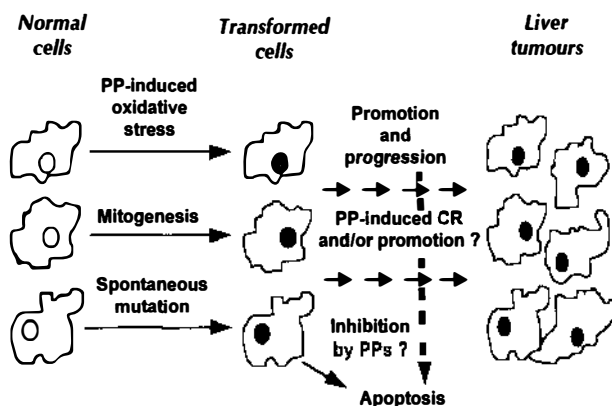 Normal
cells
Transformed
cells
Liver
tumours
PP-induced
oxidative
stress
Promotion
and
progression
Mitogenesis
PP-induced CR
and/or promotion ?
Spontaneous
mutation
Inhibition
by PPs ?
Apoptosis